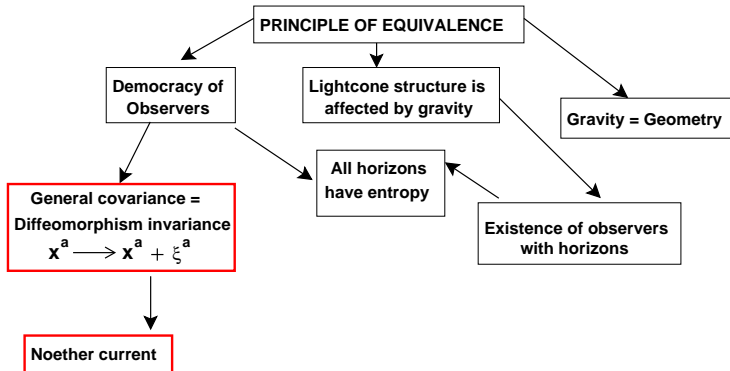 PRINCIPLE OF EQUIVALENCE
Democracy of
Observers
Lightcone structure is
affected by gravity
Gravity = Geometry
All horizons
have entropy
General covariance =
Diffeomorphism invariance
x^a ⟶ x^a + ξ^a
Existence of observers
with horizons
Noether current